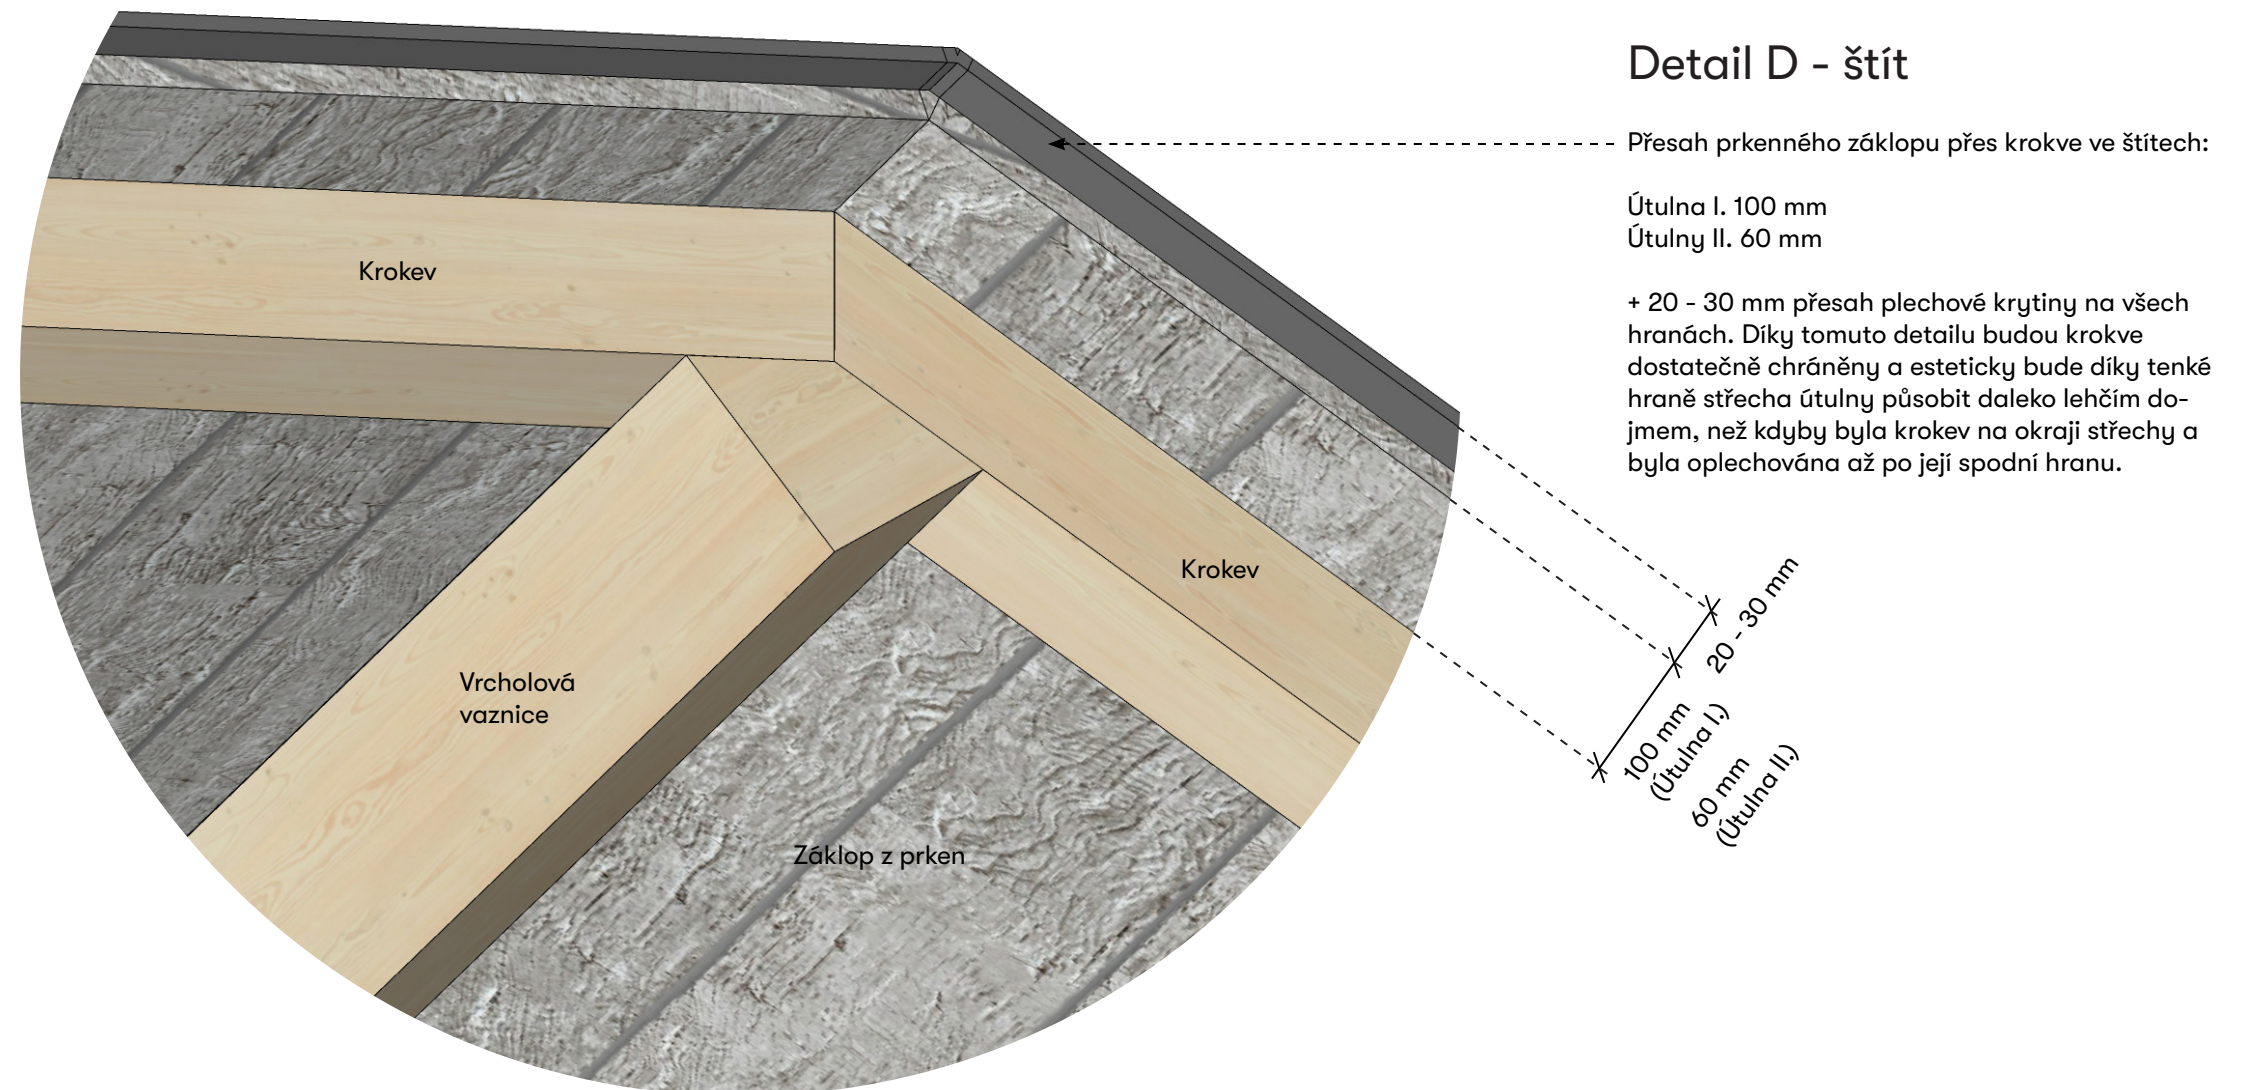 Detail D - štít
Přesah prkenného záklopu přes krokve ve štítech:
Útulna I. 100 mm
Útulny II. 60 mm
+ 20 - 30 mm přesah plechové krytiny na všech
hranách. Díky tomuto detailu budou krokve
dostatečně chráněny a esteticky bude díky tenké
hraně střecha útulny působit daleko lehčím do-
jmem, než kdyby byla krokev na okraji střechy a
byla oplechována až po její spodní hranu.
Krokev
Krokev
Vrcholová
vaznice
Záklop z prken
20 - 30 mm
100 mm
(Útulna I.)
60 mm
(Útulna II.)